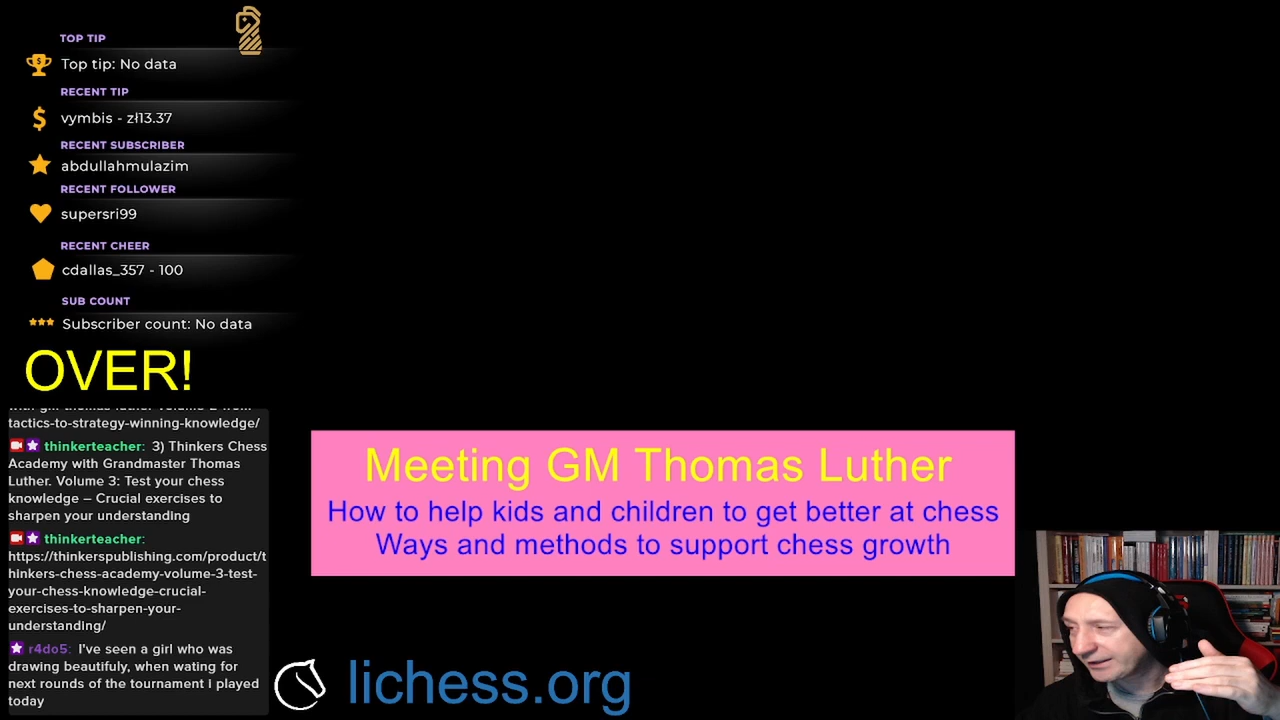 TOP TIP
Top tip: No data
RECENT TIP
vymbis - zł13.37
RECENT SUBSCRIBER
abdullahmulazim
RECENT FOLLOWER
supersri99
RECENT CHEER
cdallas_357 - 100
SUB COUNT
Subscriber count: No data
OVER!
tactics-to-strategy-winning-knowledge/
thinkerteacher: 3) Thinkers Chess
Academy with Grandmaster Thomas
Luther. Volume 3: Test your chess
knowledge – Crucial exercises to
sharpen your understanding
thinkerteacher:
https://thinkerspublishing.com/product/t
hinkers-chess-academy-volume-3-test-
your-chess-knowledge-crucial-
exercises-to-sharpen-your-
understanding/
r4do5: I've seen a girl who was
drawing beautifuly, when wating for
next rounds of the tournament I played
today
Meeting GM Thomas Luther
How to help kids and children to get better at chess
Ways and methods to support chess growth
lichess.org